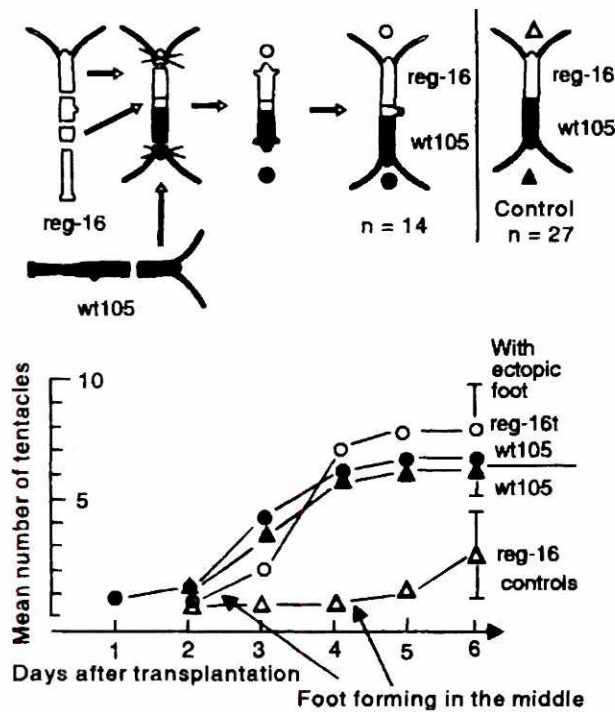 reg-16
wt105
reg-16
wt105
n = 14
reg-16
wt105
Control
n = 27
Mean number of tentacles
10
5
With
ectopic
foot
reg-16t
wt105
wt105
reg-16
controls
1 2 3 4 5 6
Days after transplantation
Foot forming in the middle